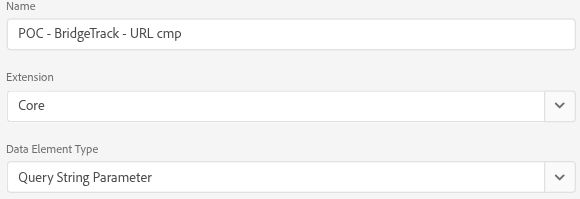 Name
POC - BridgeTrack - URL cmp
Extension
Core
Data Element Type
Query String Parameter